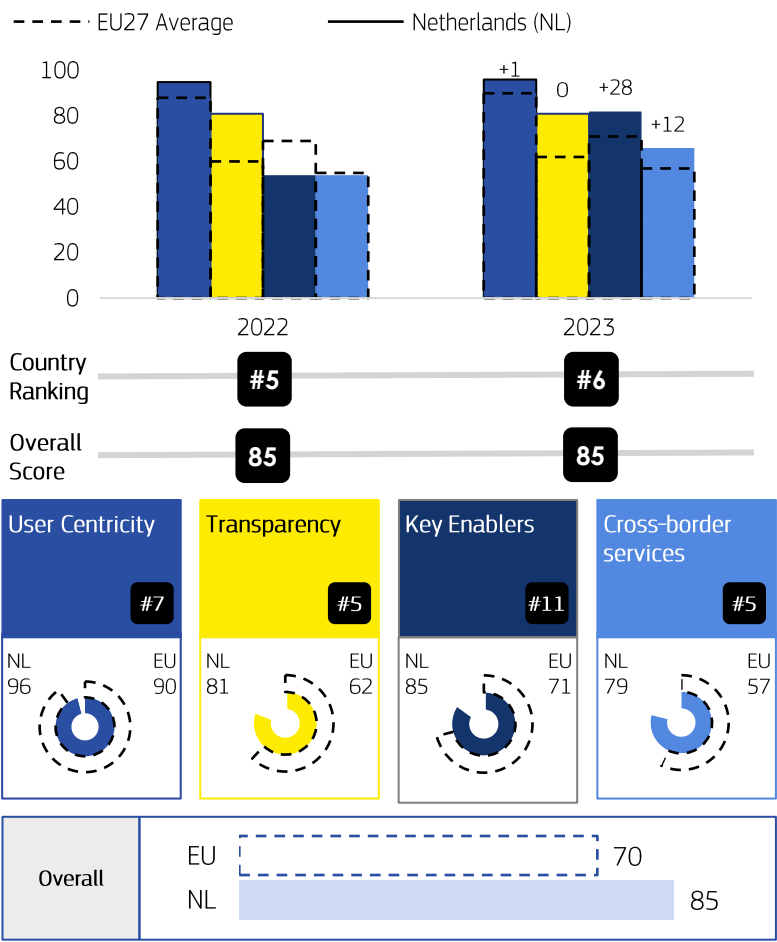 EU27 Average
Netherlands (NL)
100
80
60
40
20
0
+1
0
+28
+12
2022
2023
Country
Ranking
#5
#6
Overall
Score
85
85
User Centricity
#7
NL
96
EU
90
Transparency
#5
NL
81
EU
62
Key Enablers
#11
NL
85
EU
71
Cross-border
services
#5
NL
79
EU
57
Overall
EU
70
NL
85